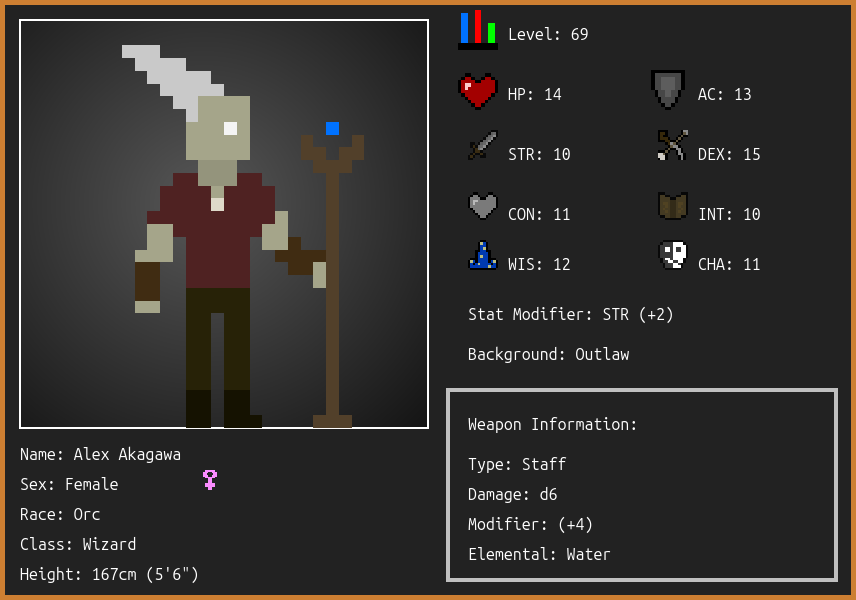 Level: 69
HP: 14
AC: 13
STR: 10
DEX: 15
CON: 11
INT: 10
WIS: 12
CHA: 11
Stat Modifier: STR (+2)
Background: Outlaw
Weapon Information:
Type: Staff
Damage: d6
Modifier: (+4)
Elemental: Water
Name: Alex Akagawa
Sex: Female
Race: Orc
Class: Wizard
Height: 167cm (5'6")